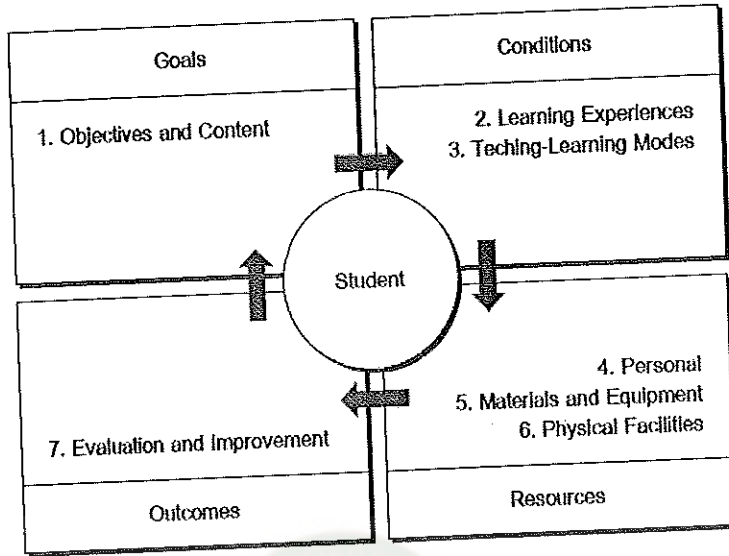 Goals
1. Objectives and Content
Conditions
2. Learning Experiences
3. Teching-Learning Modes
Student
4. Personal
5. Materials and Equipment
6. Physical Facilities
Resources
7. Evaluation and Improvement
Outcomes